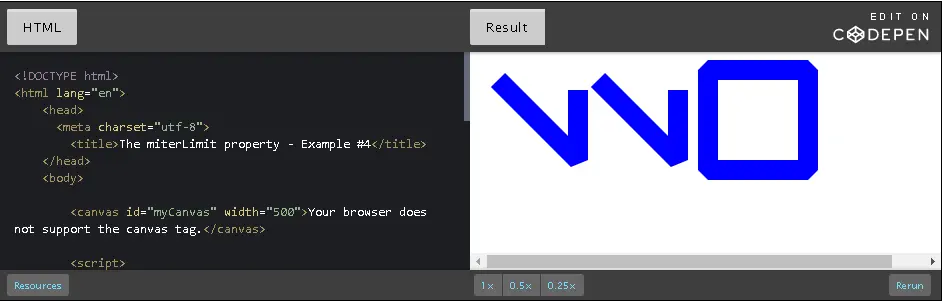 HTML
Result
EDIT ON
CODEPEN
<!DOCTYPE html>
<html lang="en">
<head>
<meta charset="utf-8">
<title>The miterLimit property - Example #4</title>
</head>
<body>
<canvas id="myCanvas" width="500">Your browser does
not support the canvas tag.</canvas>
<script>
Resources
1x
0.5x
0.25x
Rerun